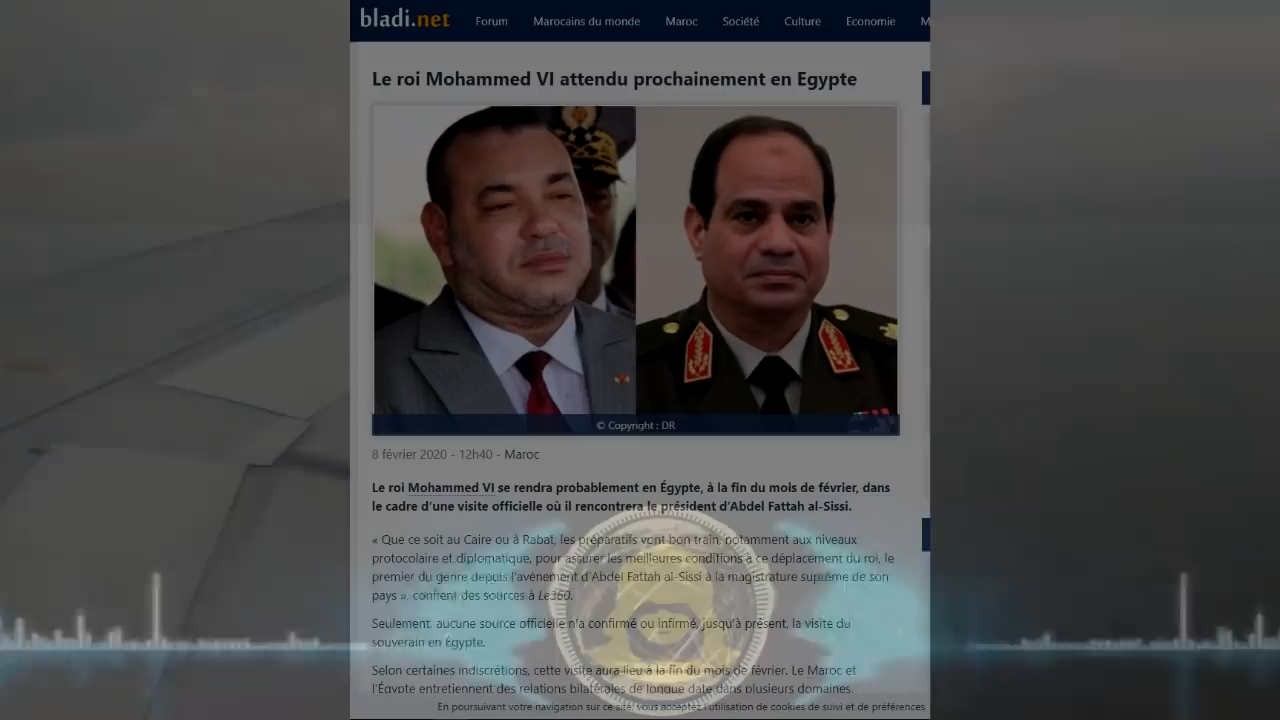 bladi.net
Forum Marocains du monde Maroc Société Culture Economie M
Le roi Mohammed VI attendu prochainement en Egypte
© Copyright : DR
8 février 2020 - 12h40 - Maroc
Le roi Mohammed VI se rendra probablement en Égypte, à la fin du mois de février, dans
le cadre d'une visite officielle où il rencontrera le président d'Abdel Fattah al-Sissi.
« Que ce soit au Caire ou à Rabat, les préparatifs vont bon train, notamment aux niveaux
protocolaire et diplomatique, pour assurer les meilleures conditions à ce déplacement du roi, le
premier du genre depuis l'avènement d'Abdel Fattah al-Sissi à la magistrature suprême de son
pays », confient des sources à Le360.
Seulement, aucune source officielle n'a confirmé ou infirmé, jusqu'à présent, la visite du
souverain en Égypte.
Selon certaines indiscrétions, cette visite aura lieu à la fin du mois de février. Le Maroc et
l'Égypte entretiennent des relations bilatérales de longue date dans plusieurs domaines.
En poursuivant votre navigation sur ce site, vous acceptez l'utilisation de cookies de suivi et de préférences